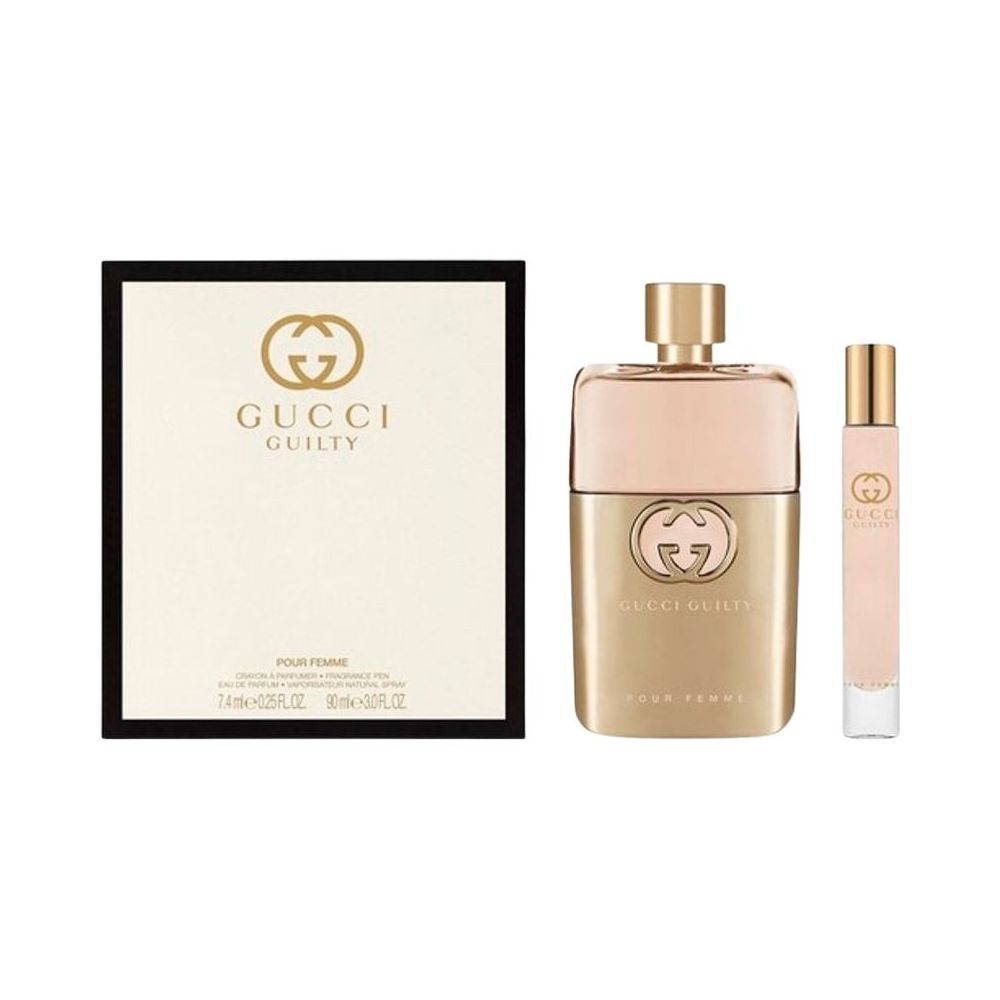 GUCCI
GUILTY
POUR FEMME
CRAYON À PARFUMER • FRAGRANCE PEN
EAU DE PARFUM • VAPORISATEUR NATURAL SPRAY
7.4 ml e 0.25 FL.OZ. 90 ml e 3.0 FL.OZ.
GUCCI GUILTY
POUR FEMME
GUCCI
GUILTY
POUR FEMME